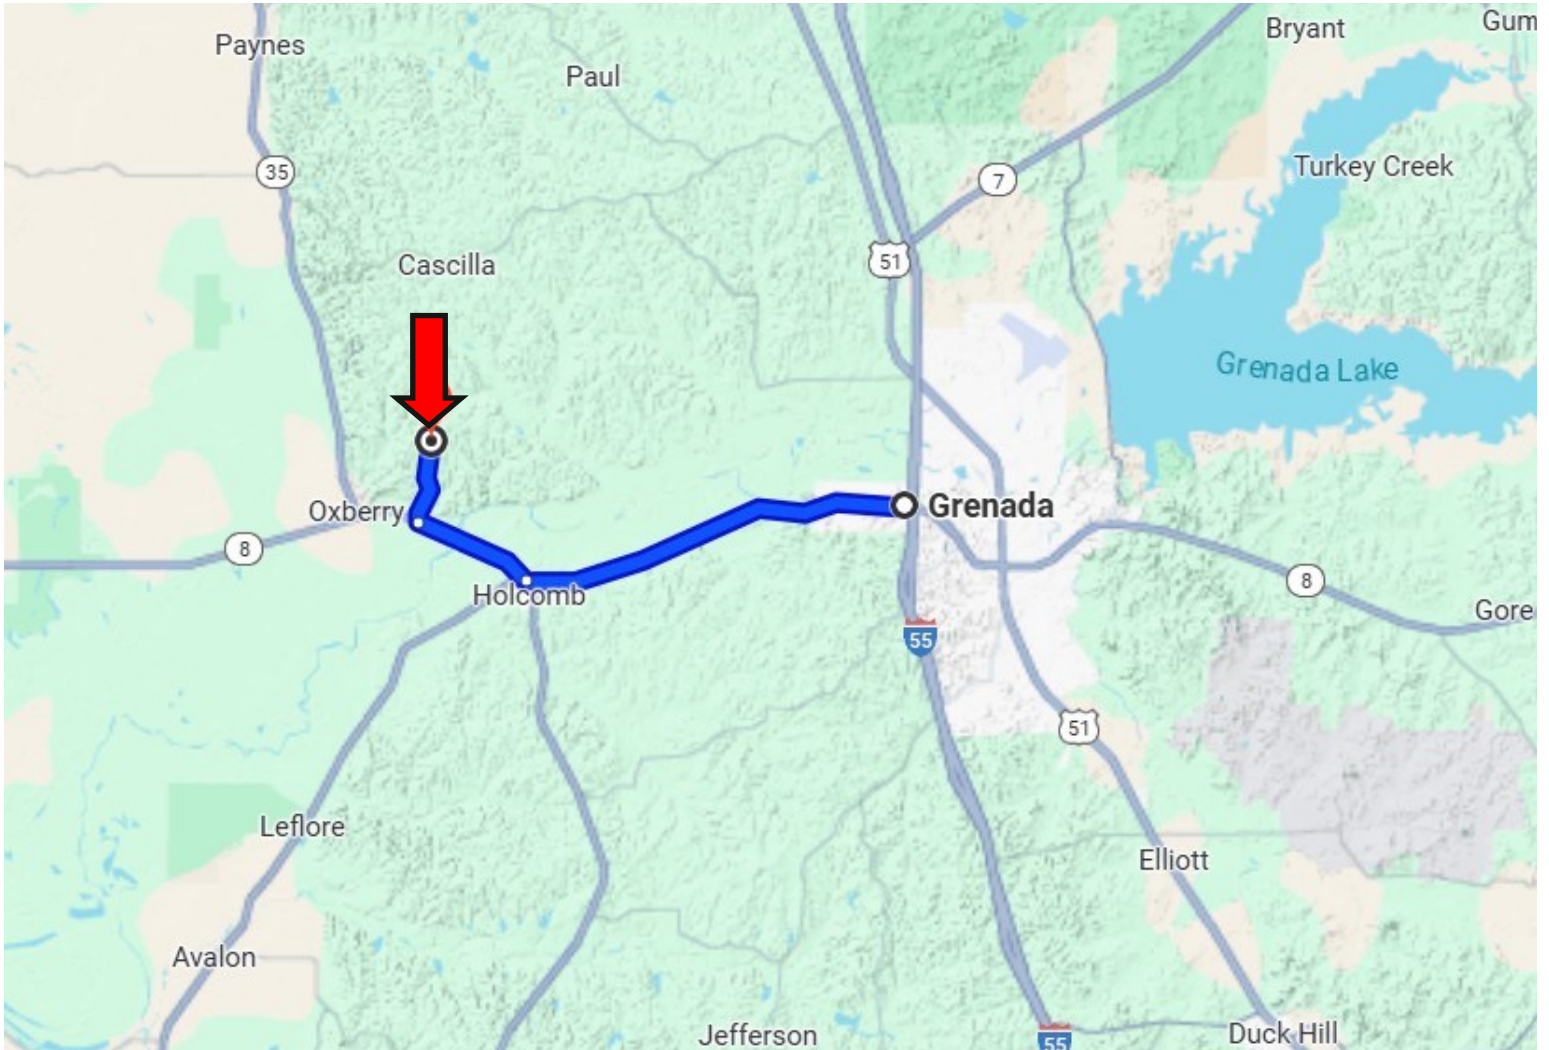 Bryant
Gum
Paynes
Paul
35
7
Turkey Creek
Cascilla
51
Grenada Lake
Oxberry
Grenada
8
8
Holcomb
Gore
55
51
Leflore
Elliott
Avalon
Jefferson
55
Duck Hill